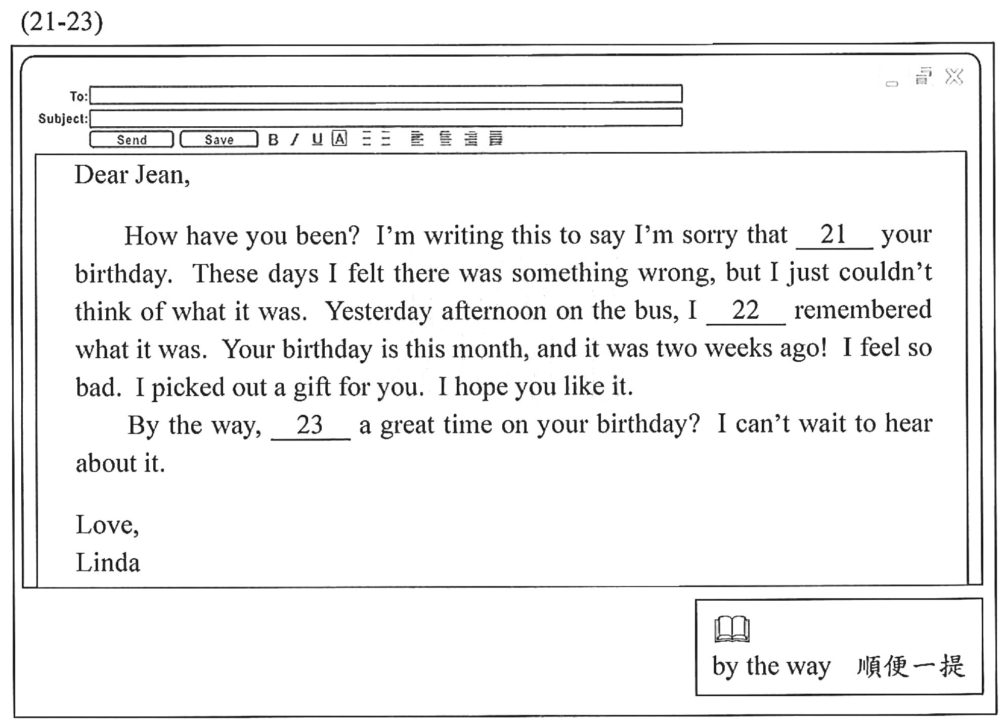 (21-23)
To:
Subject:
Send Save B I U A
Dear Jean,
How have you been? I'm writing this to say I'm sorry that 21 your
birthday. These days I felt there was something wrong, but I just couldn't
think of what it was. Yesterday afternoon on the bus, I 22 remembered
what it was. Your birthday is this month, and it was two weeks ago! I feel so
bad. I picked out a gift for you. I hope you like it.
By the way, 23 a great time on your birthday? I can't wait to hear
about it.
Love,
Linda
by the way 順便一提